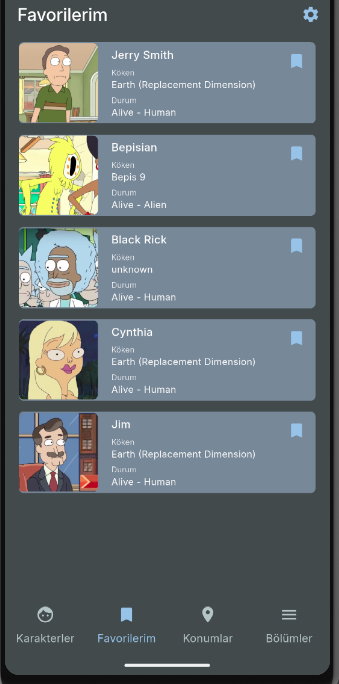 Favorilerim
Jerry Smith
Köken
Earth (Replacement Dimension)
Durum
Alive - Human
Bepisian
Köken
Bepis 9
Durum
Alive - Alien
Black Rick
Köken
unknown
Durum
Alive - Human
Cynthia
Köken
Earth (Replacement Dimension)
Durum
Alive - Human
Jim
Köken
Earth (Replacement Dimension)
Durum
Alive - Human
Karakterler Favorilerim Konumlar Bölümler